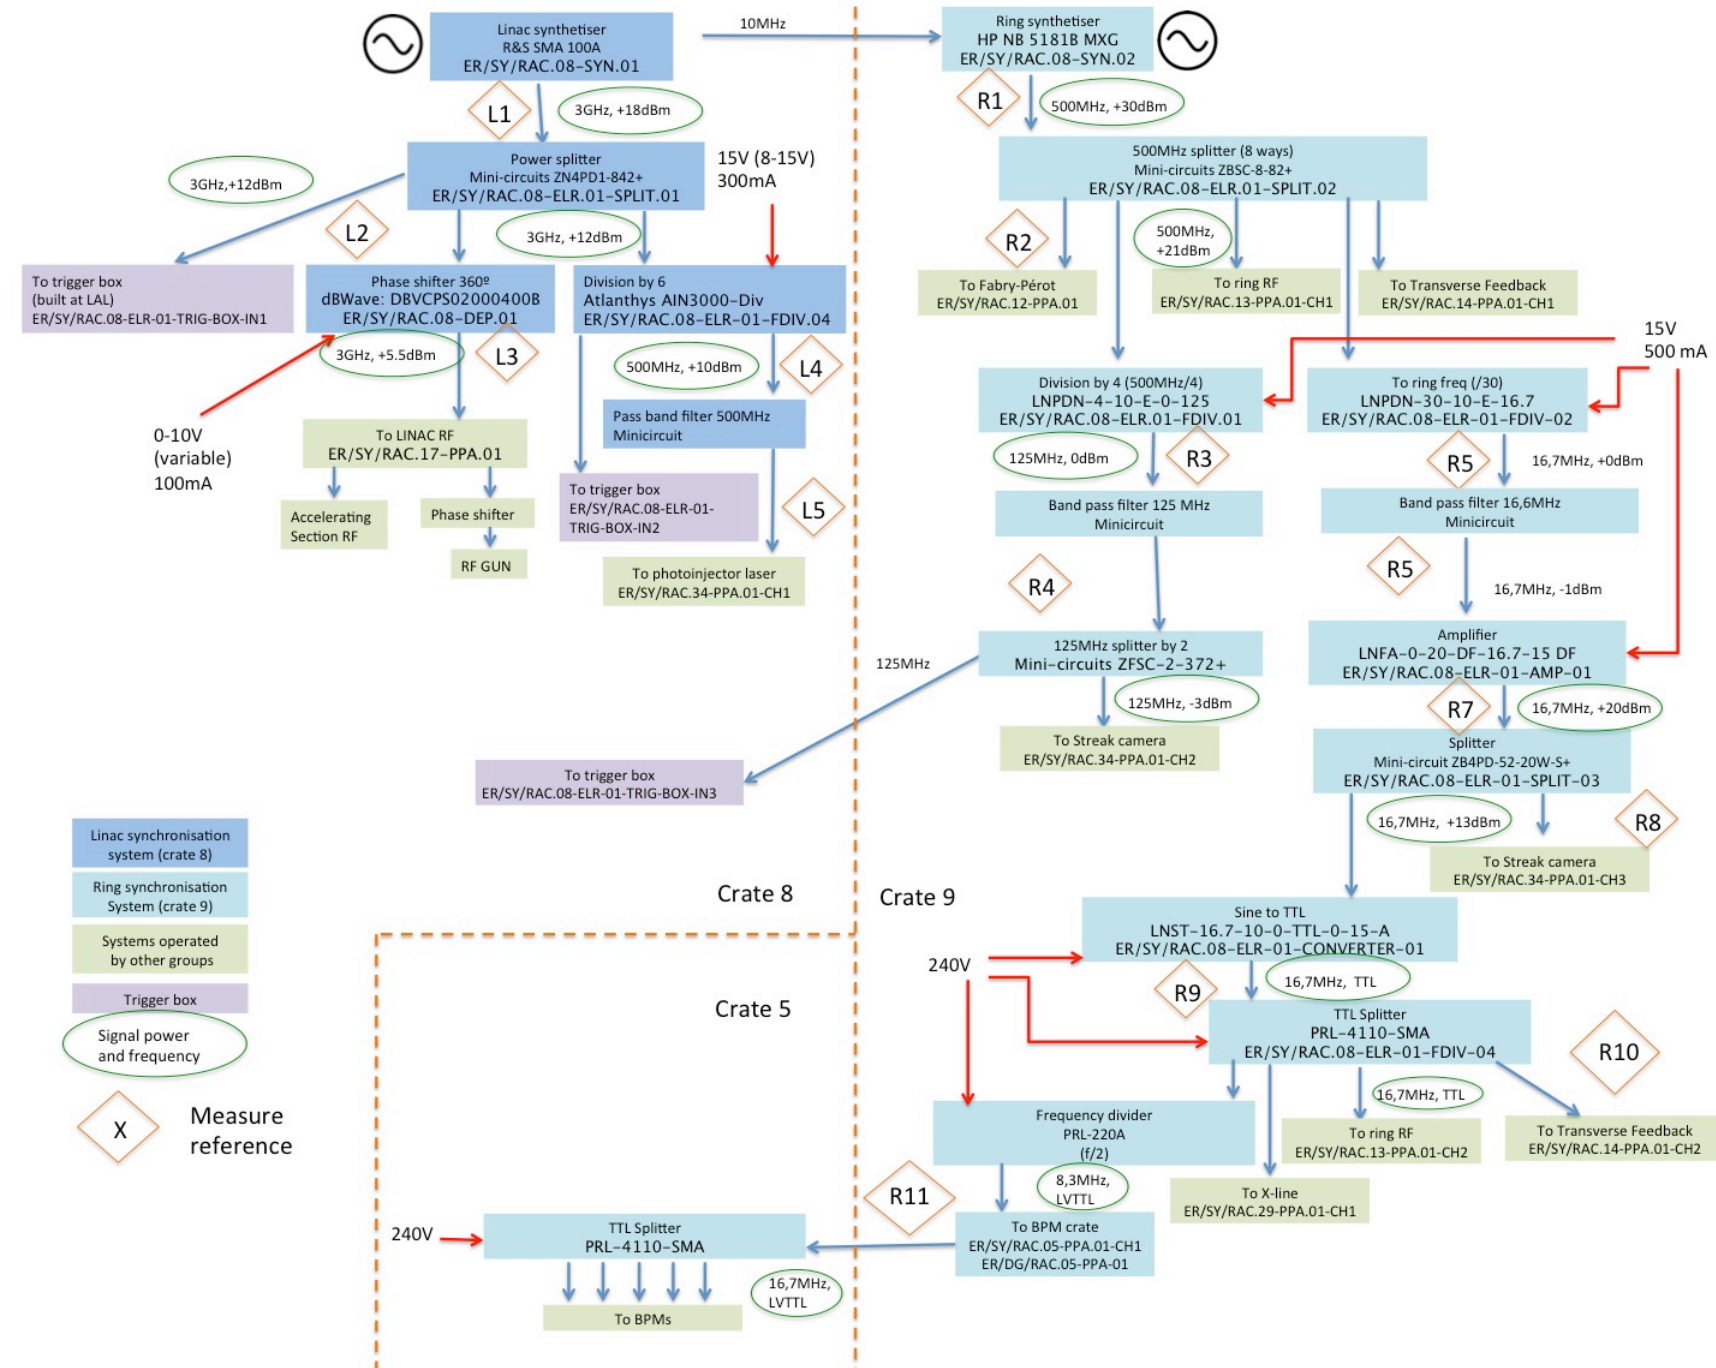 Linac synthetiser
R&S SMA 100A
ER/SY/RAC.08-SYN.01
10MHz
Ring synthetiser
HP NB 5181B MXG
ER/SY/RAC.08-SYN.02
L1
3GHz, +18dBm
R1
500MHz, +30dBm
3GHz,+12dBm
Power splitter
Mini-circuits ZN4PD1-842+
ER/SY/RAC.08-ELR.01-SPLIT.01
15V (8-15V)
300mA
500MHz splitter (8 ways)
Mini-circuits ZBSC-8-82+
ER/SY/RAC.08-ELR.01-SPLIT.02
L2
3GHz, +12dBm
R2
500MHz,
+21dBm
To trigger box
(built at LAL)
ER/SY/RAC.08-ELR-01-TRIG-BOX-IN1
Phase shifter 360º
dBWave: DBVCPS02000400B
ER/SY/RAC.08-DEP.01
Division by 6
Atlanthys AIN3000-Div
ER/SY/RAC.08-ELR-01-FDIV.04
To Fabry-Pérot
ER/SY/RAC.12-PPA.01
To ring RF
ER/SY/RAC.13-PPA.01-CH1
To Transverse Feedback
ER/SY/RAC.14-PPA.01-CH1
3GHz, +5.5dBm
L3
500MHz, +10dBm
L4
15V
500 mA
0-10V
(variable)
100mA
To LINAC RF
ER/SY/RAC.17-PPA.01
Pass band filter 500MHz
Minicircuit
Division by 4 (500MHz/4)
LNPDN-4-10-E-0-125
ER/SY/RAC.08-ELR.01-FDIV.01
To ring freq (/30)
LNPDN-30-10-E-16.7
ER/SY/RAC.08-ELR-01-FDIV-02
125MHz, 0dBm
R3
R5
16,7MHz, +0dBm
Accelerating
Section RF
Phase shifter
RF GUN
To trigger box
ER/SY/RAC.08-ELR-01-
TRIG-BOX-IN2
L5
To photoinjector laser
ER/SY/RAC.34-PPA.01-CH1
Band pass filter 125 MHz
Minicircuit
Band pass filter 16,6MHz
Minicircuit
R4
R5
16,7MHz, -1dBm
125MHz
125MHz splitter by 2
Mini-circuits ZFSC-2-372+
Amplifier
LNFA-0-20-DF-16.7-15 DF
ER/SY/RAC.08-ELR-01-AMP-01
125MHz, -3dBm
R7
16,7MHz, +20dBm
To Streak camera
ER/SY/RAC.34-PPA.01-CH2
Splitter
Mini-circuit ZB4PD-52-20W-S+
ER/SY/RAC.08-ELR-01-SPLIT-03
To trigger box
ER/SY/RAC.08-ELR-01-TRIG-BOX-IN3
16,7MHz, +13dBm
R8
To Streak camera
ER/SY/RAC.34-PPA.01-CH3
Linac synchronisation
system (crate 8)
Ring synchronisation
System (crate 9)
Systems operated
by other groups
Trigger box
Signal power
and frequency
X
Measure
reference
Crate 8
Crate 9
Crate 5
Sine to TTL
LNST-16.7-10-0-TTL-0-15-A
ER/SY/RAC.08-ELR-01-CONVERTER-01
240V
R9
16,7MHz, TTL
TTL Splitter
PRL-4110-SMA
ER/SY/RAC.08-ELR-01-FDIV-04
R10
16,7MHz, TTL
Frequency divider
PRL-220A
(f/2)
To ring RF
ER/SY/RAC.13-PPA.01-CH2
To Transverse Feedback
ER/SY/RAC.14-PPA.01-CH2
R11
8,3MHz,
LVTTL
To X-line
ER/SY/RAC.29-PPA.01-CH1
240V
TTL Splitter
PRL-4110-SMA
To BPM crate
ER/SY/RAC.05-PPA.01-CH1
ER/DG/RAC.05-PPA-01
16,7MHz,
LVTTL
To BPMs